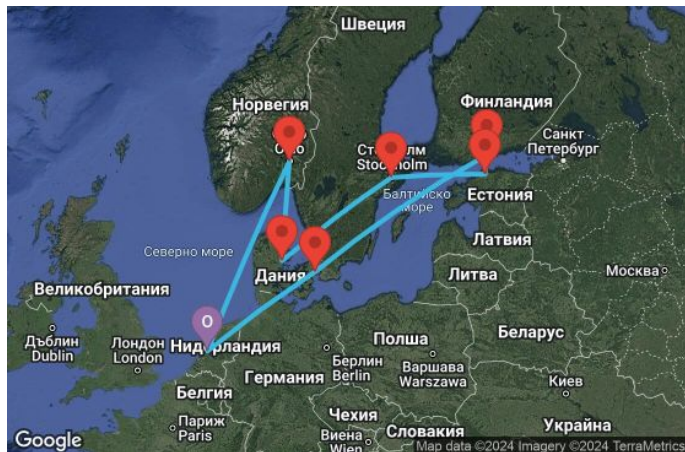 Швеция
Норвегия
Финландия
Oslo
Санкт
Петербург
Stockholm
Естония
Балтийско
море
Латвия
Северно море
Дания
Литва
Москва
Великобритания
О
Дъблин
Dublin
Лондон
London
Нидерландия
Полша
Беларус
Берлин
Berlin
Варшава
Warszawa
Германия
Белгия
Киев
Париж
Paris
Чехия
Украйна
Виена
Wien
Словакия
Google
Map data ©2024 Imagery ©2024 TerraMetrics